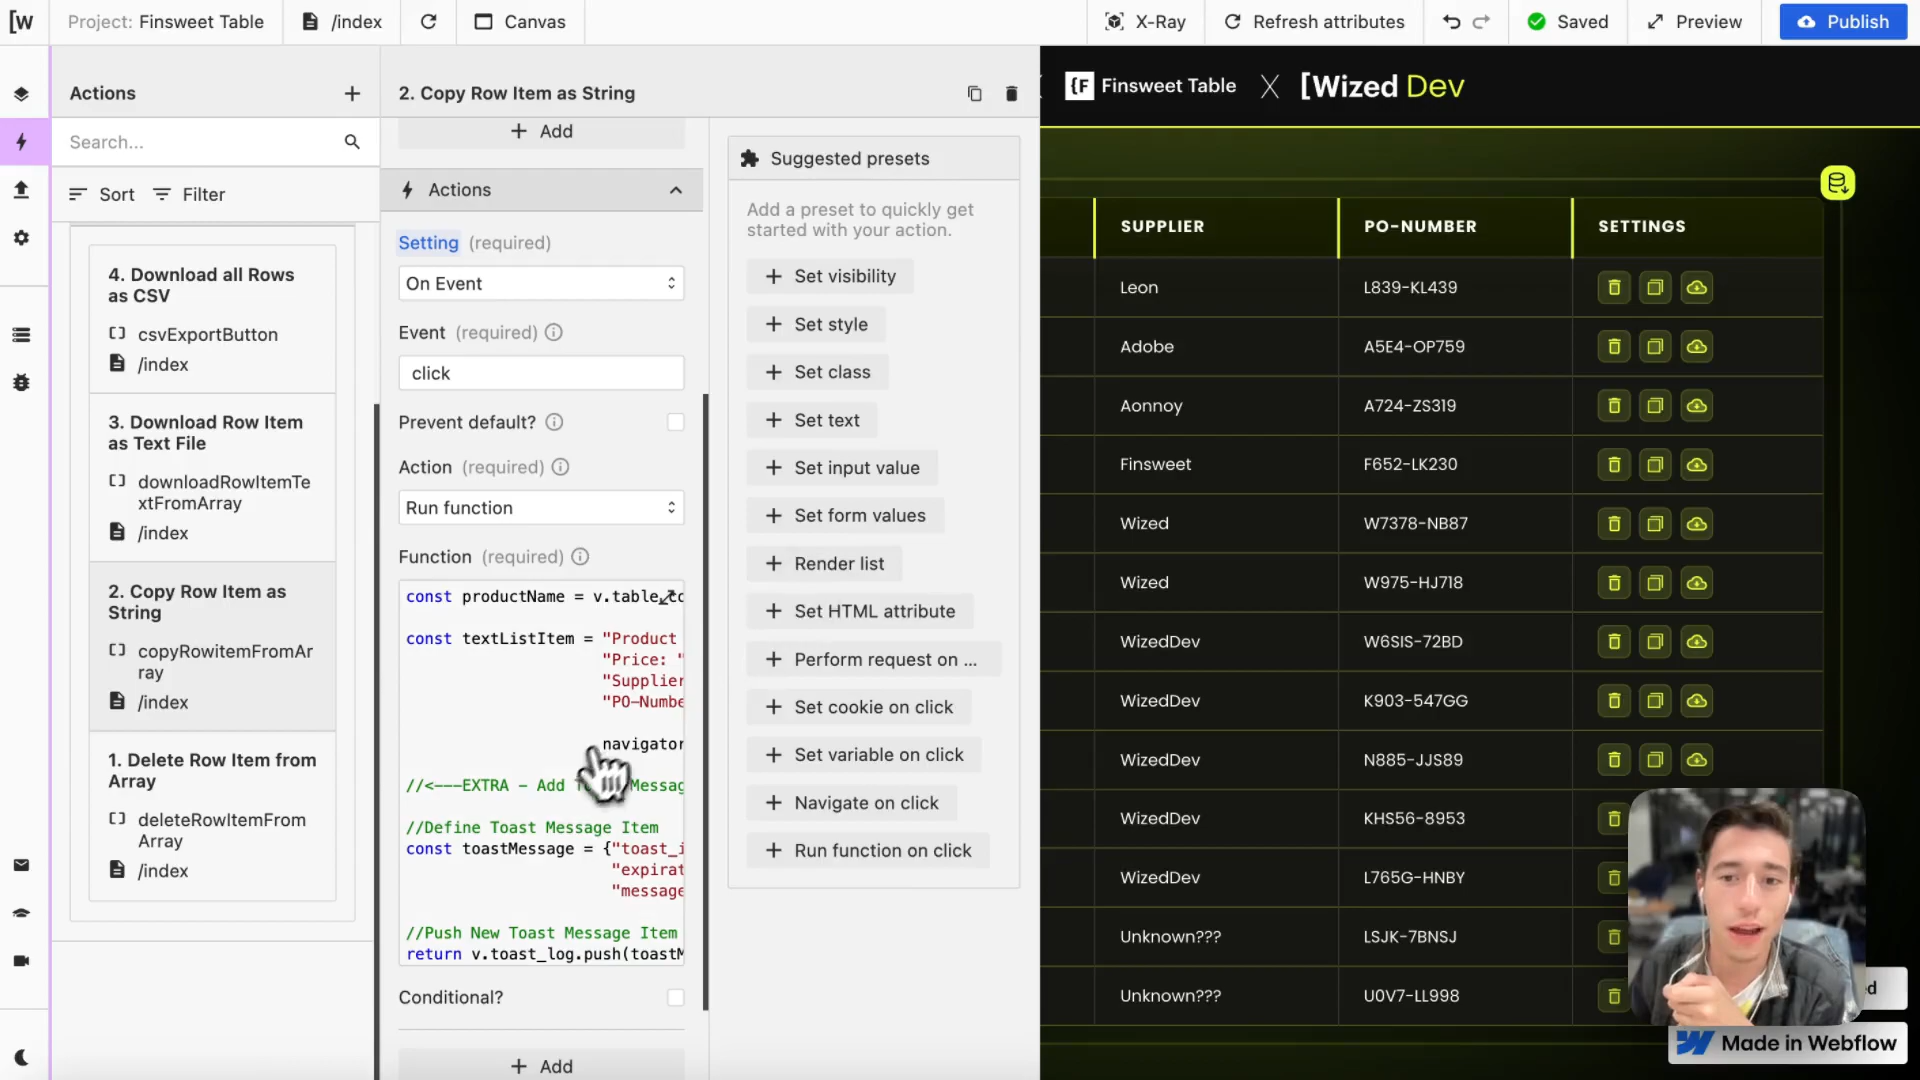 [W
Project: Finsweet Table
/index
Canvas
X-Ray
Refresh attributes
Saved
Preview
Publish
Actions
Search...
Sort
Filter
4. Download all Rows
as CSV
csvExportButton
/index
3. Download Row Item
as Text File
downloadRowItemTe
xtFromArray
/index
2. Copy Row Item as
String
copyRowitemFromAr
ray
/index
1. Delete Row Item from
Array
deleteRowItemFrom
Array
/index
2. Copy Row Item as String
+ Add
Actions
Setting (required)
On Event
Event (required)
click
Prevent default?
Action (required)
Run function
Function (required)
const productName = v.table
const textListItem = "Product
"Price: "
"Supplier
"PO-Numbe
navigator
//<---EXTRA - Add Messag
//Define Toast Message Item
const toastMessage = {"toast_i
"expirat
"message
//Push New Toast Message Item
return v.toast_log.push(toastM
Conditional?
+ Add
Suggested presets
Add a preset to quickly get
started with your action.
+ Set visibility
+ Set style
+ Set class
+ Set text
+ Set input value
+ Set form values
+ Render list
+ Set HTML attribute
+ Perform request on ...
+ Set cookie on click
+ Set variable on click
+ Navigate on click
+ Run function on click
{F Finsweet Table X [Wized Dev
SUPPLIER PO-NUMBER SETTINGS
Leon L839-KL439
Adobe A5E4-OP759
Aonnoy A724-ZS319
Finsweet F652-LK230
Wized W7378-NB87
Wized W975-HJ718
WizedDev W6SIS-72BD
WizedDev K903-547GG
WizedDev N885-JJS89
WizedDev KHS56-8953
WizedDev L765G-HNBY
Unknown??? LSJK-7BNSJ
Unknown??? U0V7-LL998
Made in Webflow